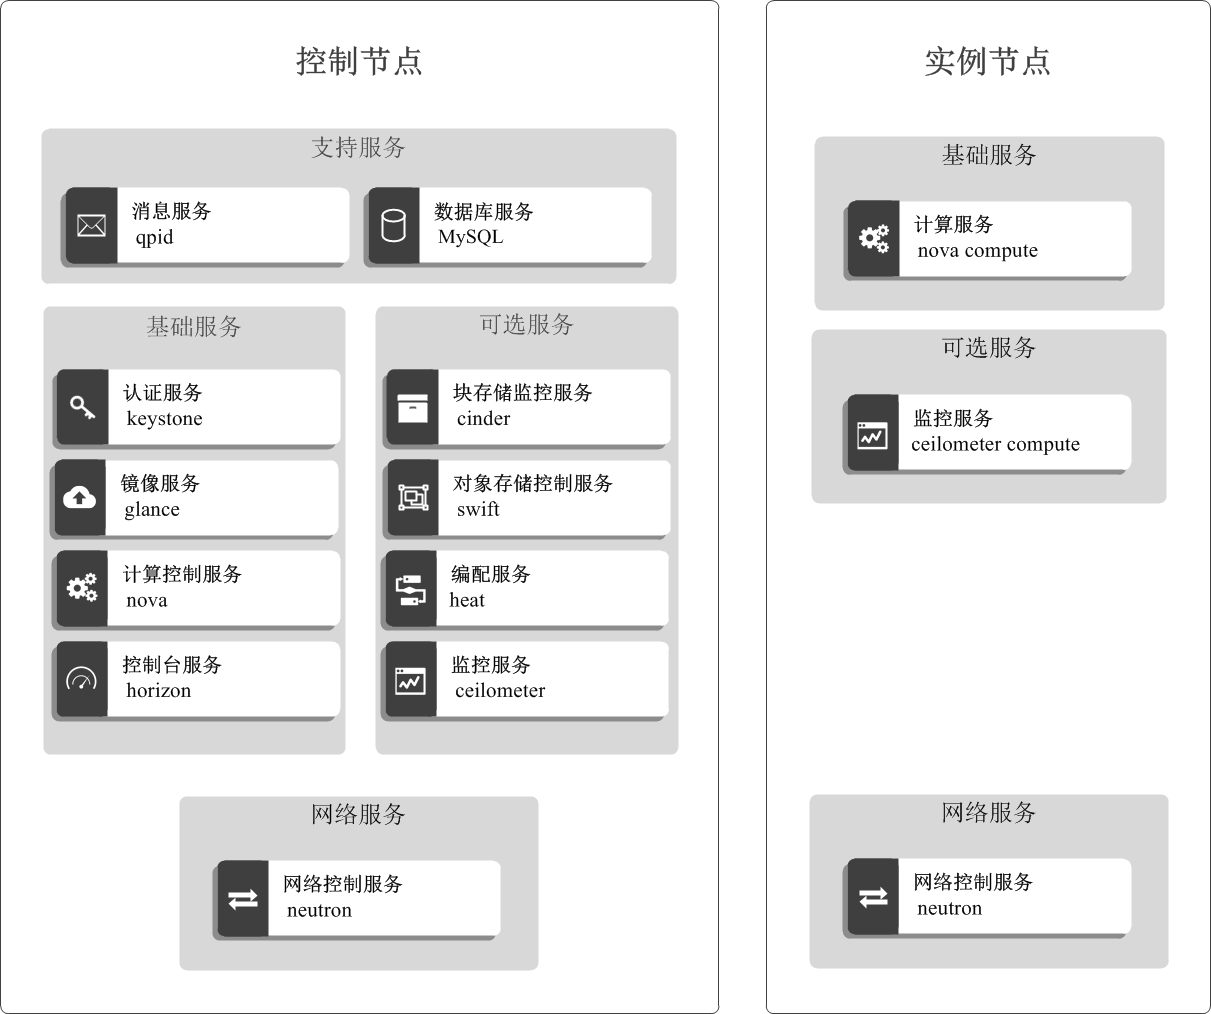 控制节点
支持服务
消息服务
qpid
数据库服务
MySQL
基础服务
认证服务
keystone
镜像服务
glance
计算控制服务
nova
控制台服务
horizon
可选服务
块存储监控服务
cinder
对象存储控制服务
swift
编配服务
heat
监控服务
ceilometer
网络服务
网络控制服务
neutron
实例节点
基础服务
计算服务
nova compute
可选服务
监控服务
ceilometer compute
网络服务
网络控制服务
neutron